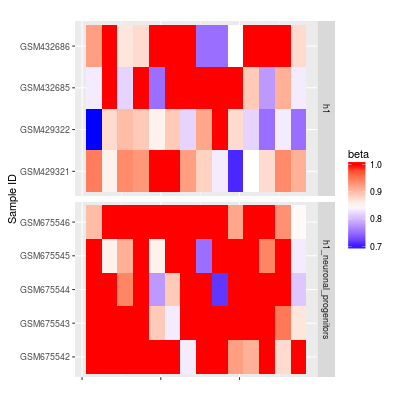 GSM432686
GSM432685
GSM429322
GSM429321
h1
GSM675546
GSM675545
GSM675544
GSM675543
GSM675542
h1_neuronal_progenitors
Sample ID
beta
1.0
0.9
0.8
0.7